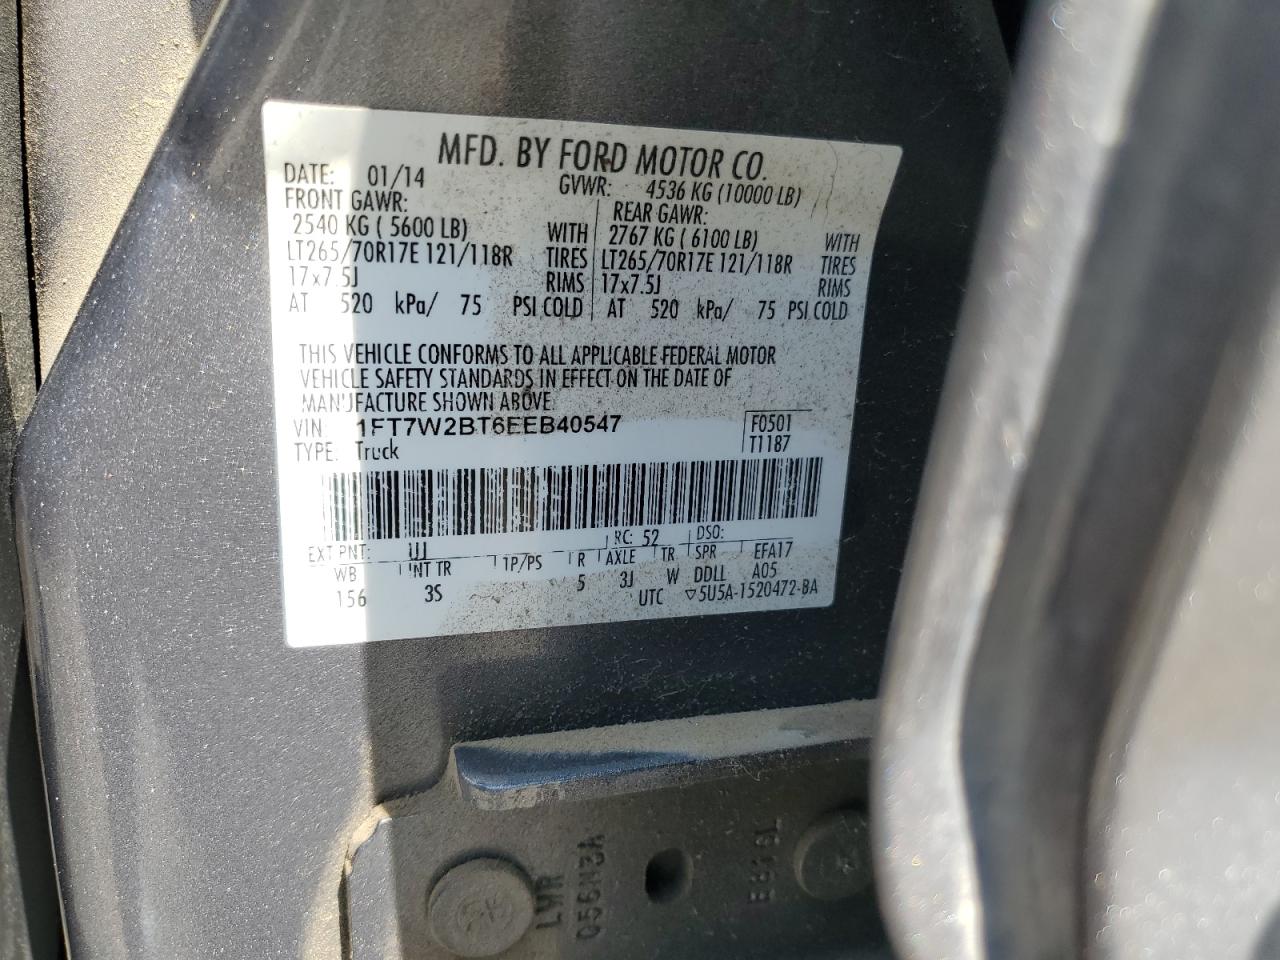 MFD. BY FORD MOTOR CO.
DATE: 01/14 GVWR: 4536 KG (10000 LB)
FRONT GAWR: REAR GAWR:
2540 KG ( 5600 LB) WITH 2767 KG ( 6100 LB) WITH
LT265/70R17E 121/118R TIRES LT265/70R17E 121/118R TIRES
17x7.5J RIMS 17x7.5J RIMS
AT 520 kPa/ 75 PSI COLD AT 520 kPa/ 75 PSI COLD
THIS VEHICLE CONFORMS TO ALL APPLICABLE FEDERAL MOTOR
VEHICLE SAFETY STANDARDS IN EFFECT ON THE DATE OF
MANUFACTURE SHOWN ABOVE.
VIN: 1FT7W2BT6EEB40547 F0501
TYPE: Truck T1187
EXT PNT: UJ RC: 52 DSO:
WB INT TR TP/PS R AXLE TR SPR EFA17
156 3S 5 3J W DDLL A05
UTC ▽5U5A-1520472-BA
LWR